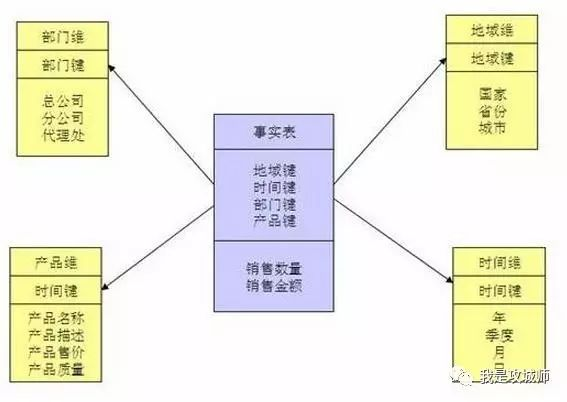 部门维
部门键
总公司
分公司
代理处
地域维
地域键
国家
省份
城市
事实表
地域键
时间键
部门键
产品键
销售数量
销售金额
产品维
时间键
产品名称
产品描述
产品售价
产品质量
时间维
时间键
年
季度
月
我是攻城师